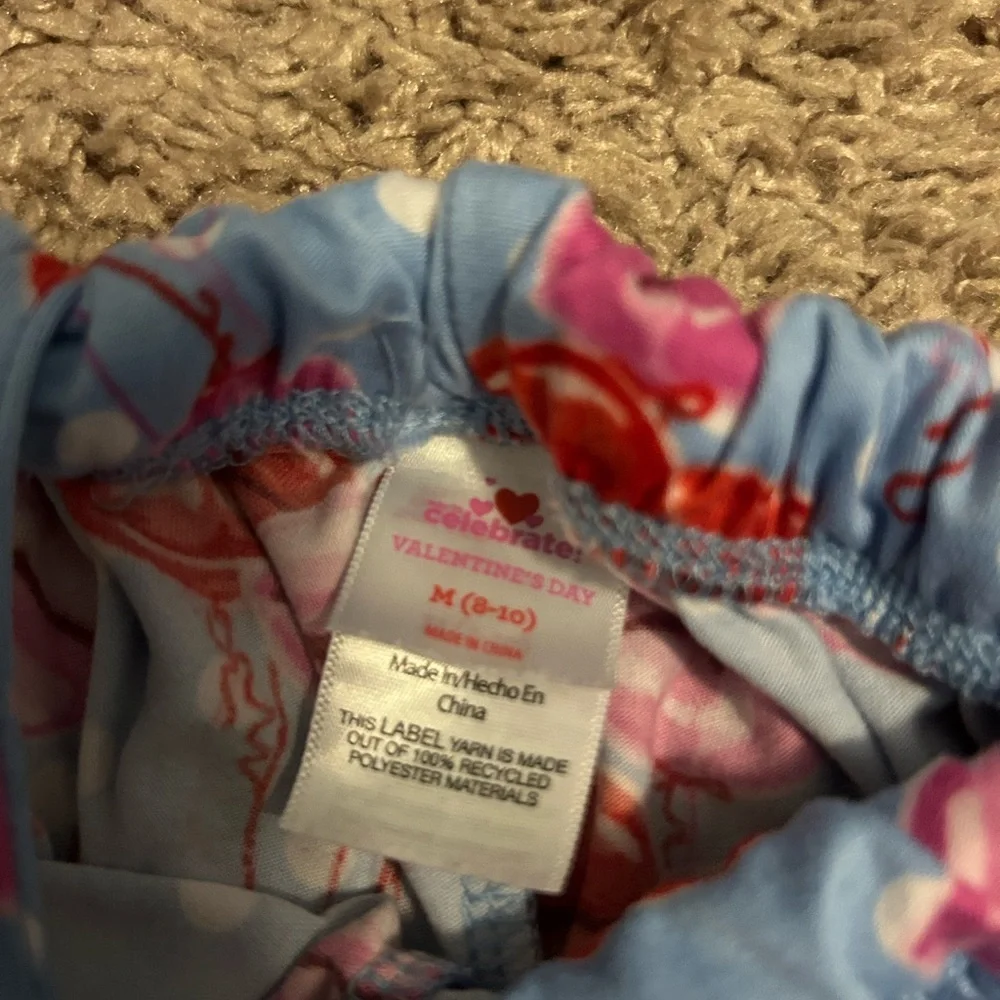 celebrate!
VALENTINE'S DAY
M (8-10)
MADE IN CHINA
Made In/Hecho En
China
THIS LABEL YARN IS MADE
OUT OF 100% RECYCLED
POLYESTER MATERIALS